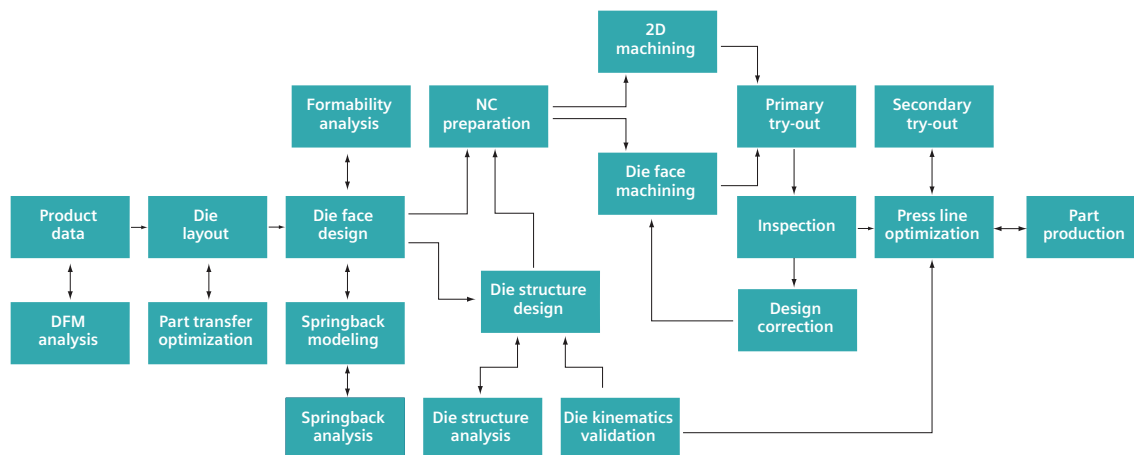 2D
machining
Formability
analysis
NC
preparation
Primary
try-out
Secondary
try-out
Die face
machining
Product
data
Die
layout
Die face
design
Inspection
Press line
optimization
Part
production
Die structure
design
DFM
analysis
Part transfer
optimization
Springback
modeling
Design
correction
Springback
analysis
Die structure
analysis
Die kinematics
validation